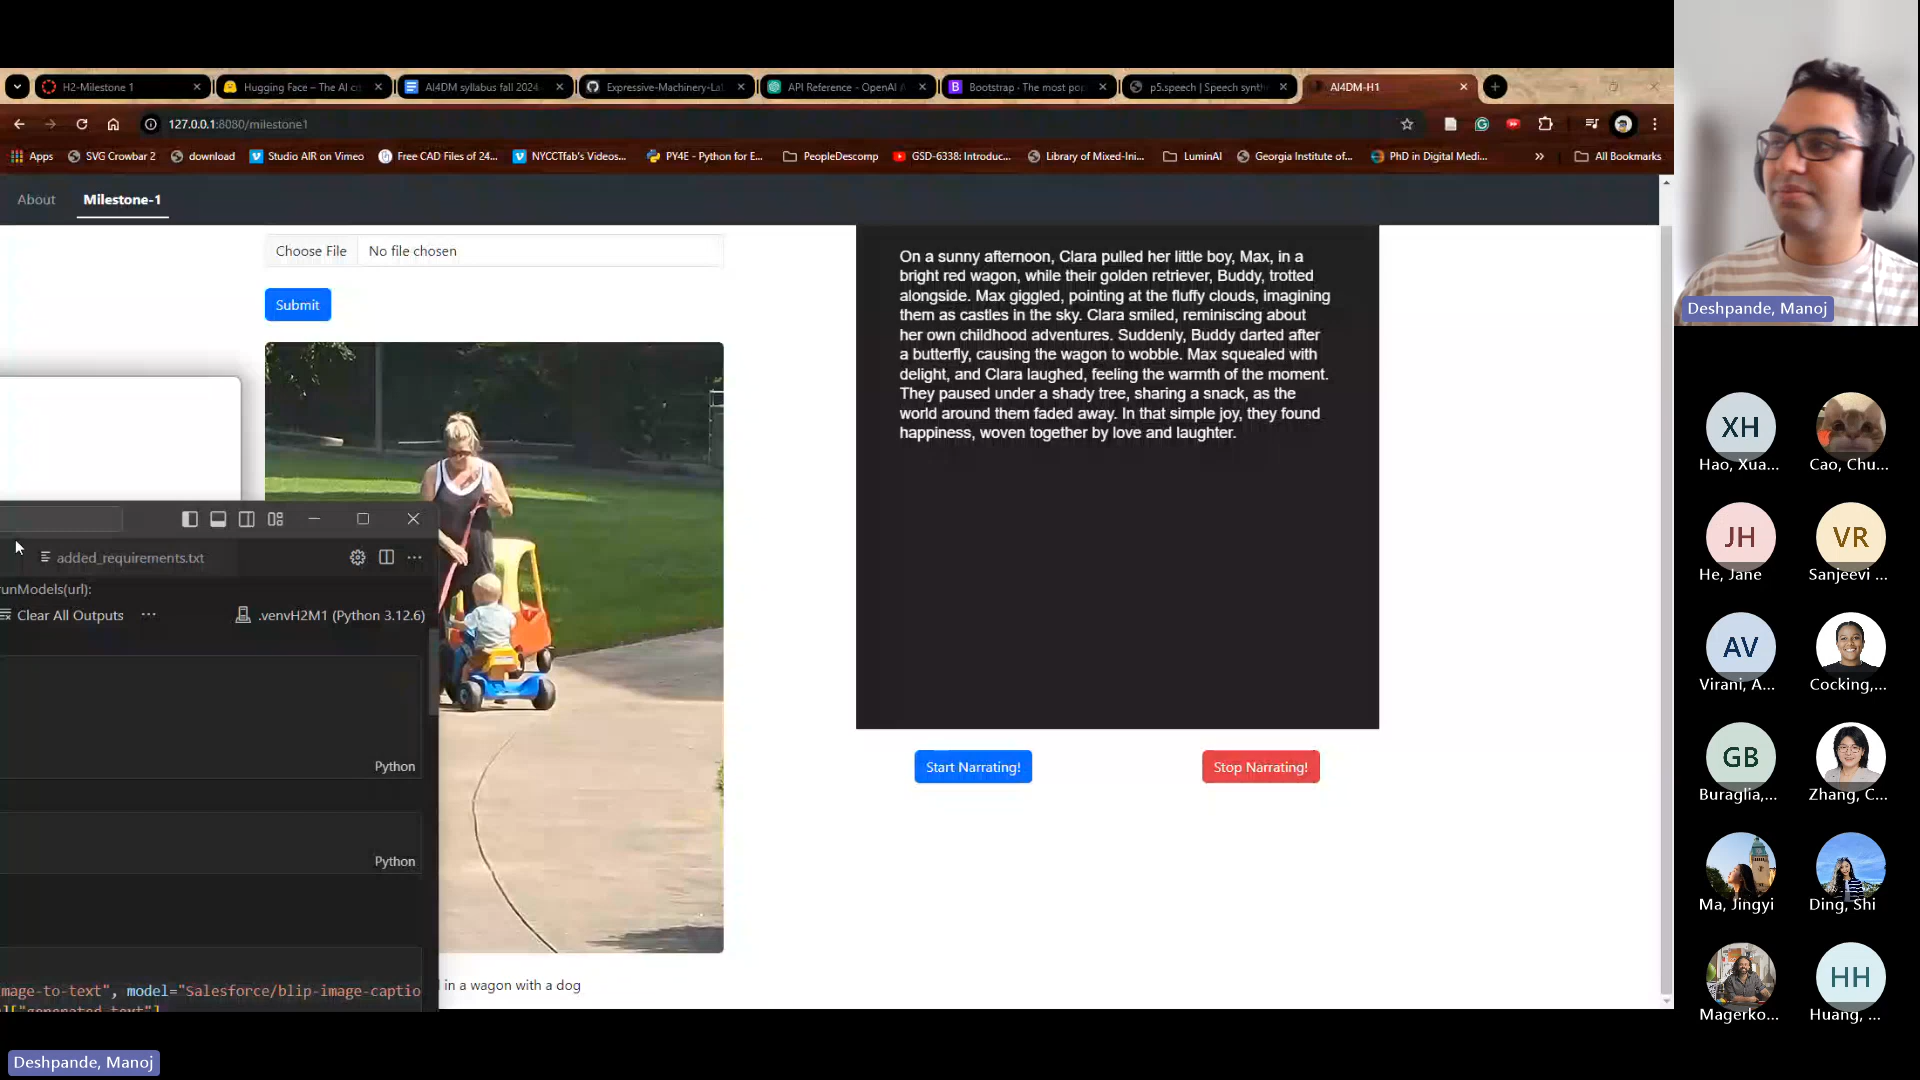 H2-Milestone 1
Hugging Face – The AI co
AI4DM syllabus fall 2024
Expressive-Machinery-La
API Reference - OpenAI A
Bootstrap · The most pop
p5.speech | Speech synth
AI4DM-H1
127.0.0.1:8080/milestone1
Apps
SVG Crowbar 2
download
Studio AIR on Vimeo
Free CAD Files of 24...
NYCCTfab's Videos...
PY4E - Python for E...
PeopleDescomp
GSD-6338: Introduc...
Library of Mixed-Ini...
LuminAI
Georgia Institute of...
PhD in Digital Medi...
All Bookmarks
About
Milestone-1
Choose File
No file chosen
Submit
On a sunny afternoon, Clara pulled her little boy, Max, in a
bright red wagon, while their golden retriever, Buddy, trotted
alongside. Max giggled, pointing at the fluffy clouds, imagining
them as castles in the sky. Clara smiled, reminiscing about
her own childhood adventures. Suddenly, Buddy darted after
a butterfly, causing the wagon to wobble. Max squealed with
delight, and Clara laughed, feeling the warmth of the moment.
They paused under a shady tree, sharing a snack, as the
world around them faded away. In that simple joy, they found
happiness, woven together by love and laughter.
Start Narrating!
Stop Narrating!
added_requirements.txt
unModels(url):
Clear All Outputs
.venvH2M1 (Python 3.12.6)
Python
Python
mage-to-text", model="Salesforce/blip-image-captio
in a wagon with a dog
Deshpande, Manoj
XH
Hao, Xua...
Cao, Chu...
JH
He, Jane
VR
Sanjeevi ...
AV
Virani, A...
Cocking,...
GB
Buraglia,...
Zhang, C...
Ma, Jingyi
Ding, Shi
Magerko...
HH
Huang, ...
Deshpande, Manoj